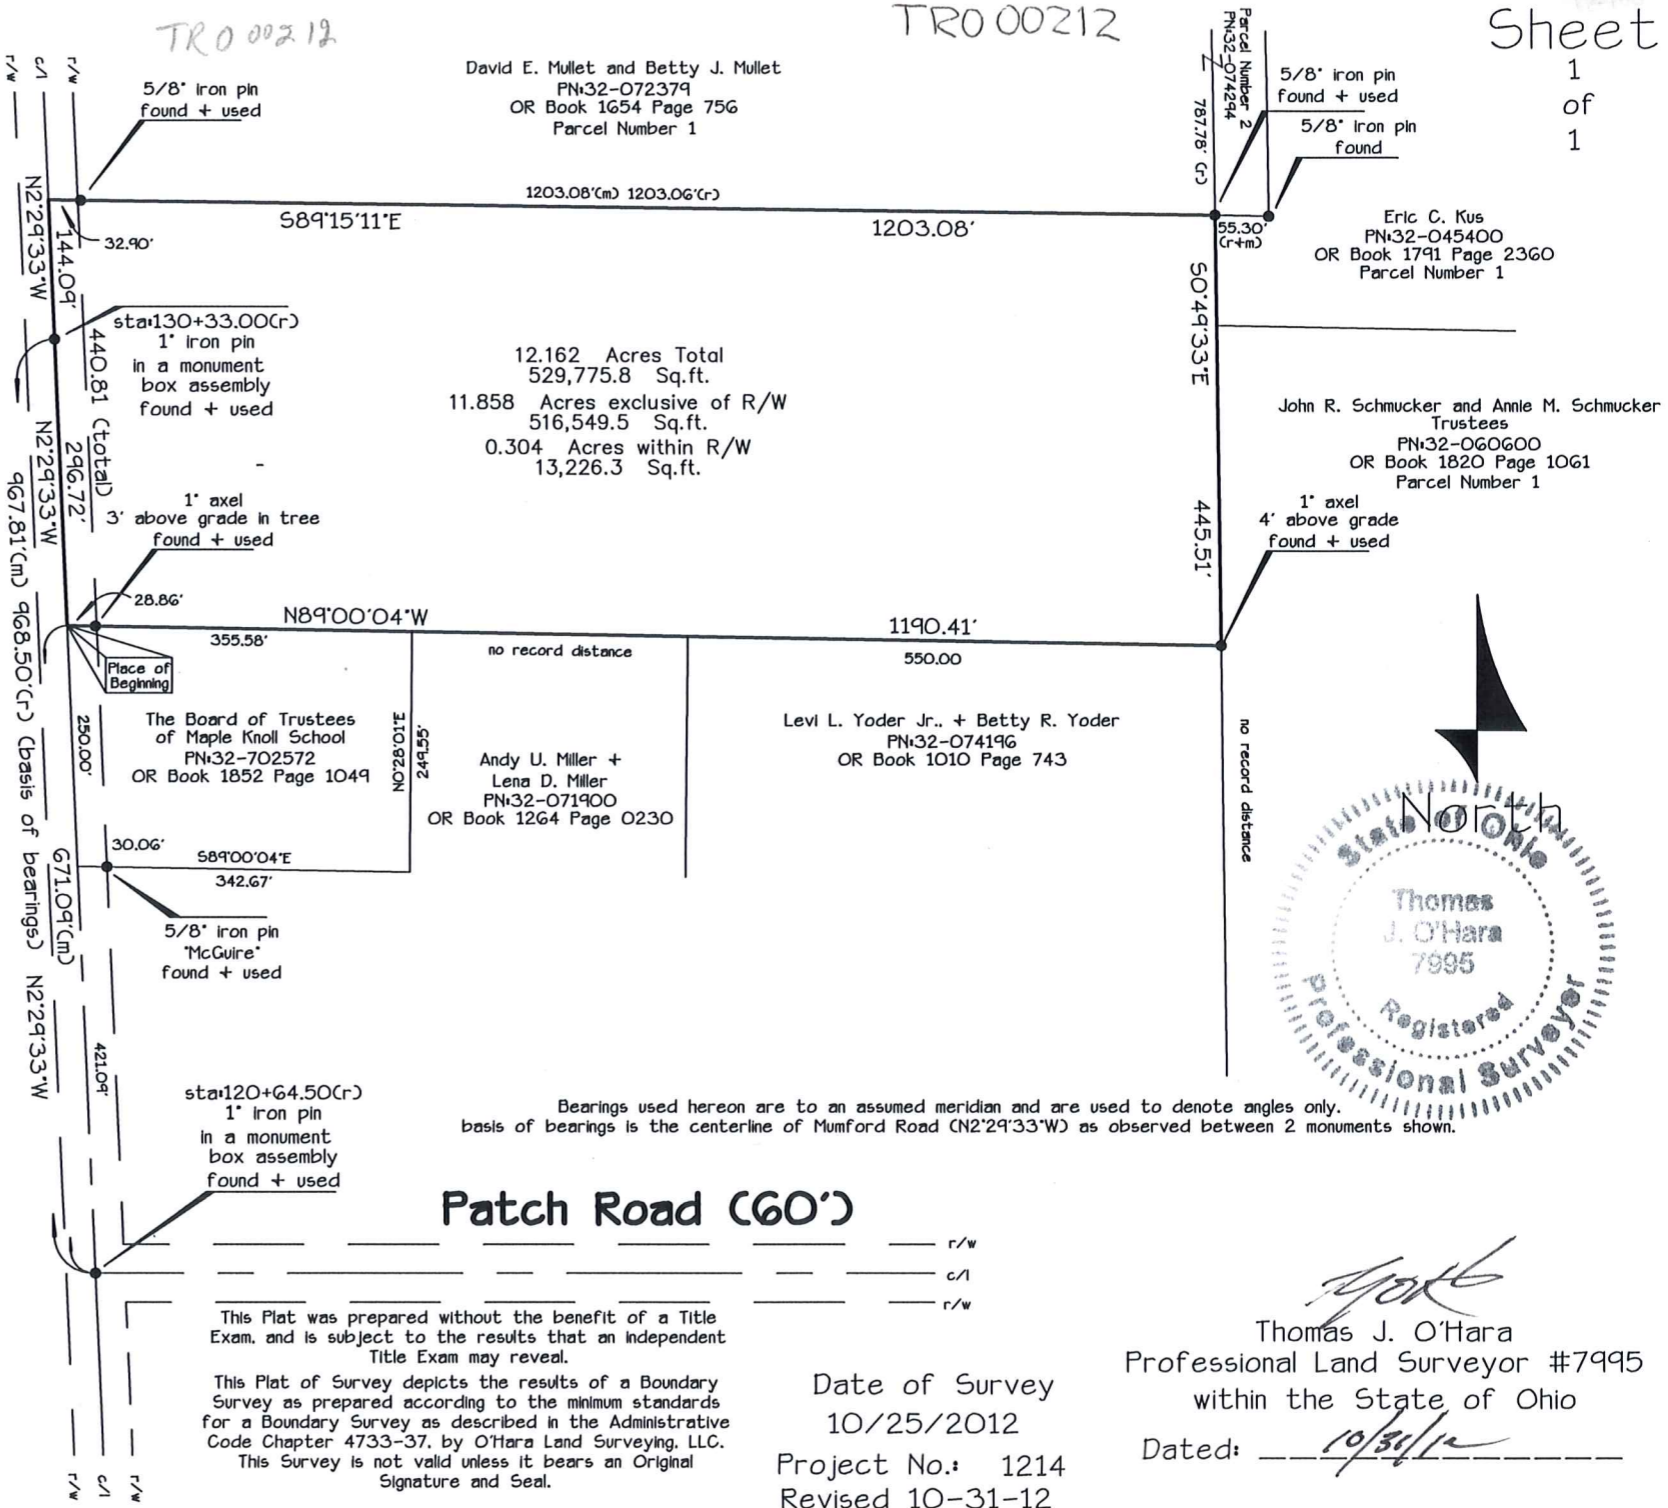 TRO 00212
TRO 00212
Sheet
1
of
1
r/w
c/l
r/w
5/8" iron pin
found + used
David E. Mullet and Betty J. Mullet
PN:32-072379
OR Book 1654 Page 756
Parcel Number 1
Parcel Number 2
PN:32-074294
787.78' (r)
5/8" iron pin
found + used
5/8" iron pin
found
1203.08'(m) 1203.06'(r)
S89°15'11"E
1203.08'
55.30'
(r+m)
Eric C. Kus
PN:32-045400
OR Book 1791 Page 2360
Parcel Number 1
N2°29'33"W
144.09'
32.90'
440.81 (total)
sta:130+33.00(r)
1" iron pin
in a monument
box assembly
found + used
12.162 Acres Total
529,775.8 Sq.ft.
11.858 Acres exclusive of R/W
516,549.5 Sq.ft.
0.304 Acres within R/W
13,226.3 Sq.ft.
S0°49'33"E
445.51'
John R. Schmucker and Annie M. Schmucker
Trustees
PN:32-060600
OR Book 1820 Page 1061
Parcel Number 1
N2°29'33"W
296.72'
967.81'(m) 968.50'(r) (basis of bearings) N2°29'33"W
1" axel
3' above grade in tree
found + used
1" axel
4' above grade
found + used
28.86'
N89°00'04"W
355.58'
no record distance
1190.41'
550.00
Place of
Beginning
250.00'
The Board of Trustees
of Maple Knoll School
PN:32-702572
OR Book 1852 Page 1049
N0°28'01"E
249.55'
Andy U. Miller +
Lena D. Miller
PN:32-071900
OR Book 1264 Page 0230
Levi L. Yoder Jr.. + Betty R. Yoder
PN:32-074196
OR Book 1010 Page 743
no record distance
North
30.06'
S89°00'04"E
342.67'
671.09'(m)
5/8" iron pin
"McGuire"
found + used
State of Ohio
Thomas
J. O'Hara
7995
Registered
Professional Surveyor
421.09'
sta:120+64.50(r)
1" iron pin
in a monument
box assembly
found + used
Bearings used hereon are to an assumed meridian and are used to denote angles only.
basis of bearings is the centerline of Mumford Road (N2°29'33"W) as observed between 2 monuments shown.
Patch Road (60')
r/w
c/l
r/w
This Plat was prepared without the benefit of a Title
Exam. and is subject to the results that an independent
Title Exam may reveal.
This Plat of Survey depicts the results of a Boundary
Survey as prepared according to the minimum standards
for a Boundary Survey as described in the Administrative
Code Chapter 4733-37. by O'Hara Land Surveying, LLC.
This Survey is not valid unless it bears an Original
Signature and Seal.
r/w
c/l
r/w
Date of Survey
10/25/2012
Project No.: 1214
Revised 10-31-12
Thomas J. O'Hara
Professional Land Surveyor #7995
within the State of Ohio
Dated: 10/31/12